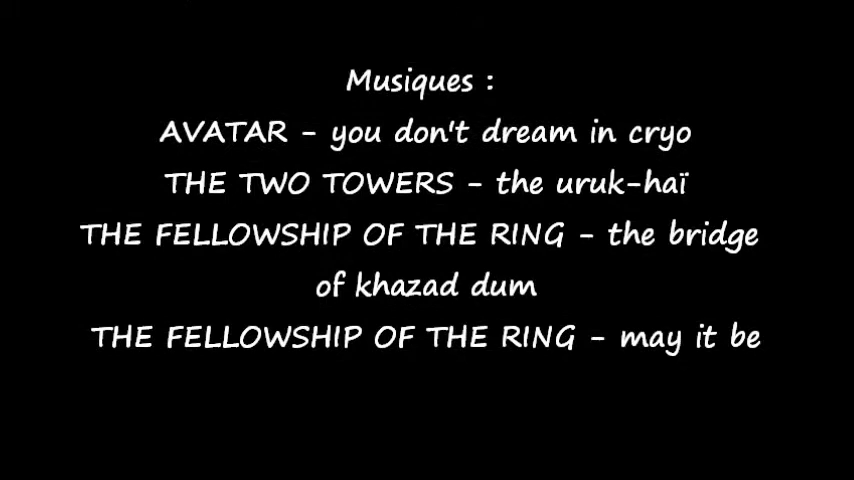 Musiques :
AVATAR - you don't dream in cryo
THE TWO TOWERS - the uruk-haï
THE FELLOWSHIP OF THE RING - the bridge
of khazad dum
THE FELLOWSHIP OF THE RING - may it be